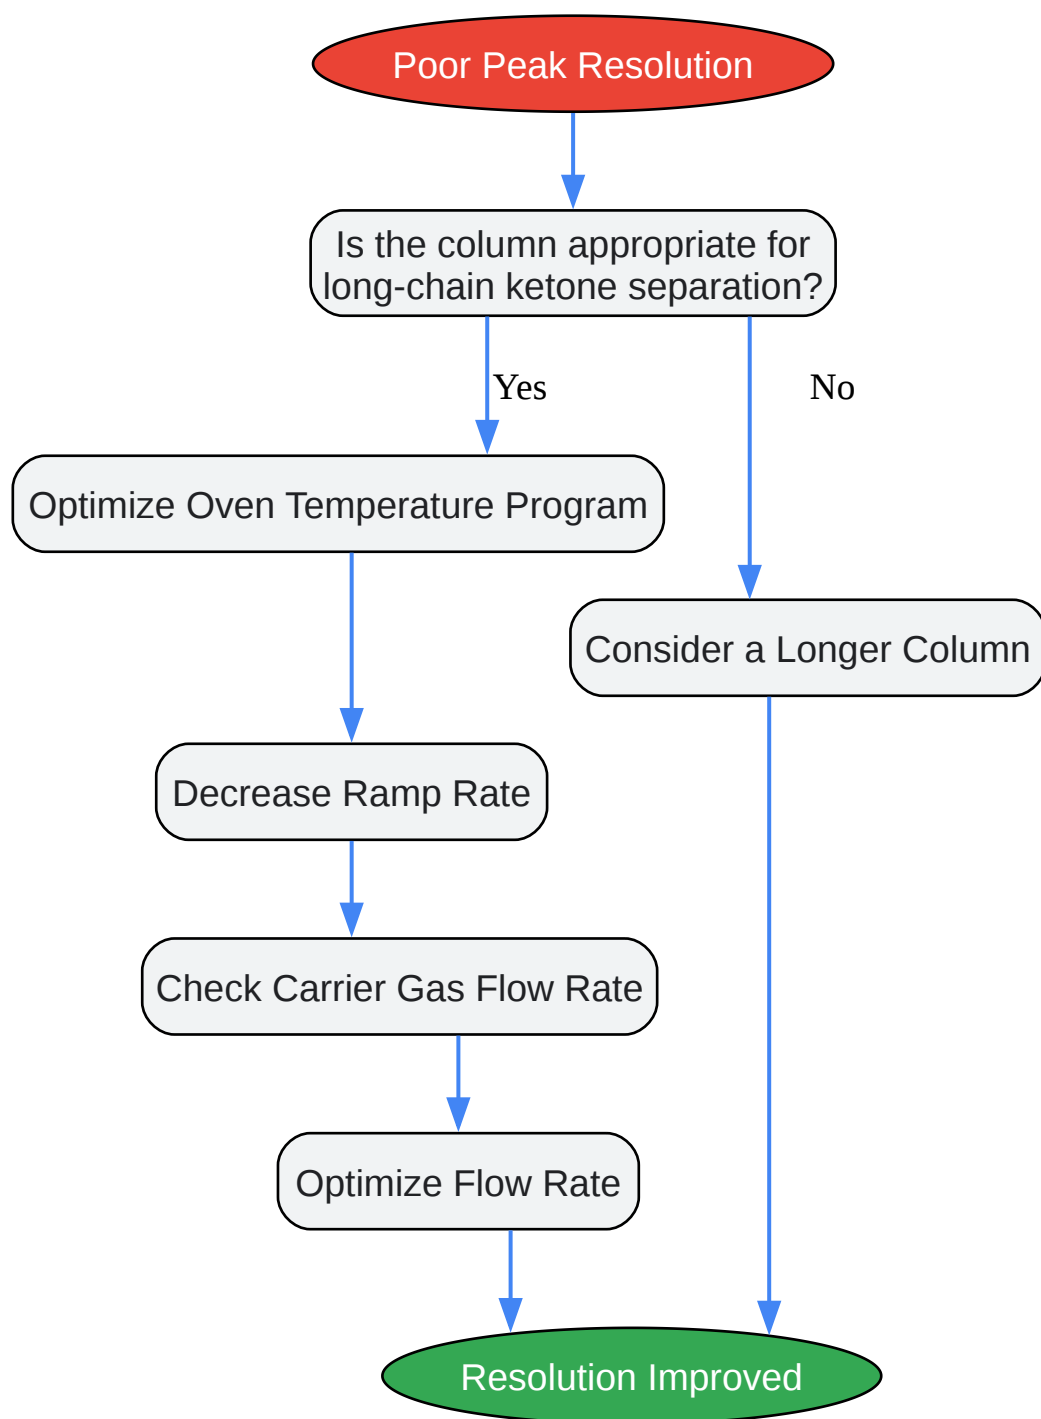 Poor Peak Resolution
Is the column appropriate for
long-chain ketone separation?
Yes
No
Optimize Oven Temperature Program
Consider a Longer Column
Decrease Ramp Rate
Check Carrier Gas Flow Rate
Optimize Flow Rate
Resolution Improved